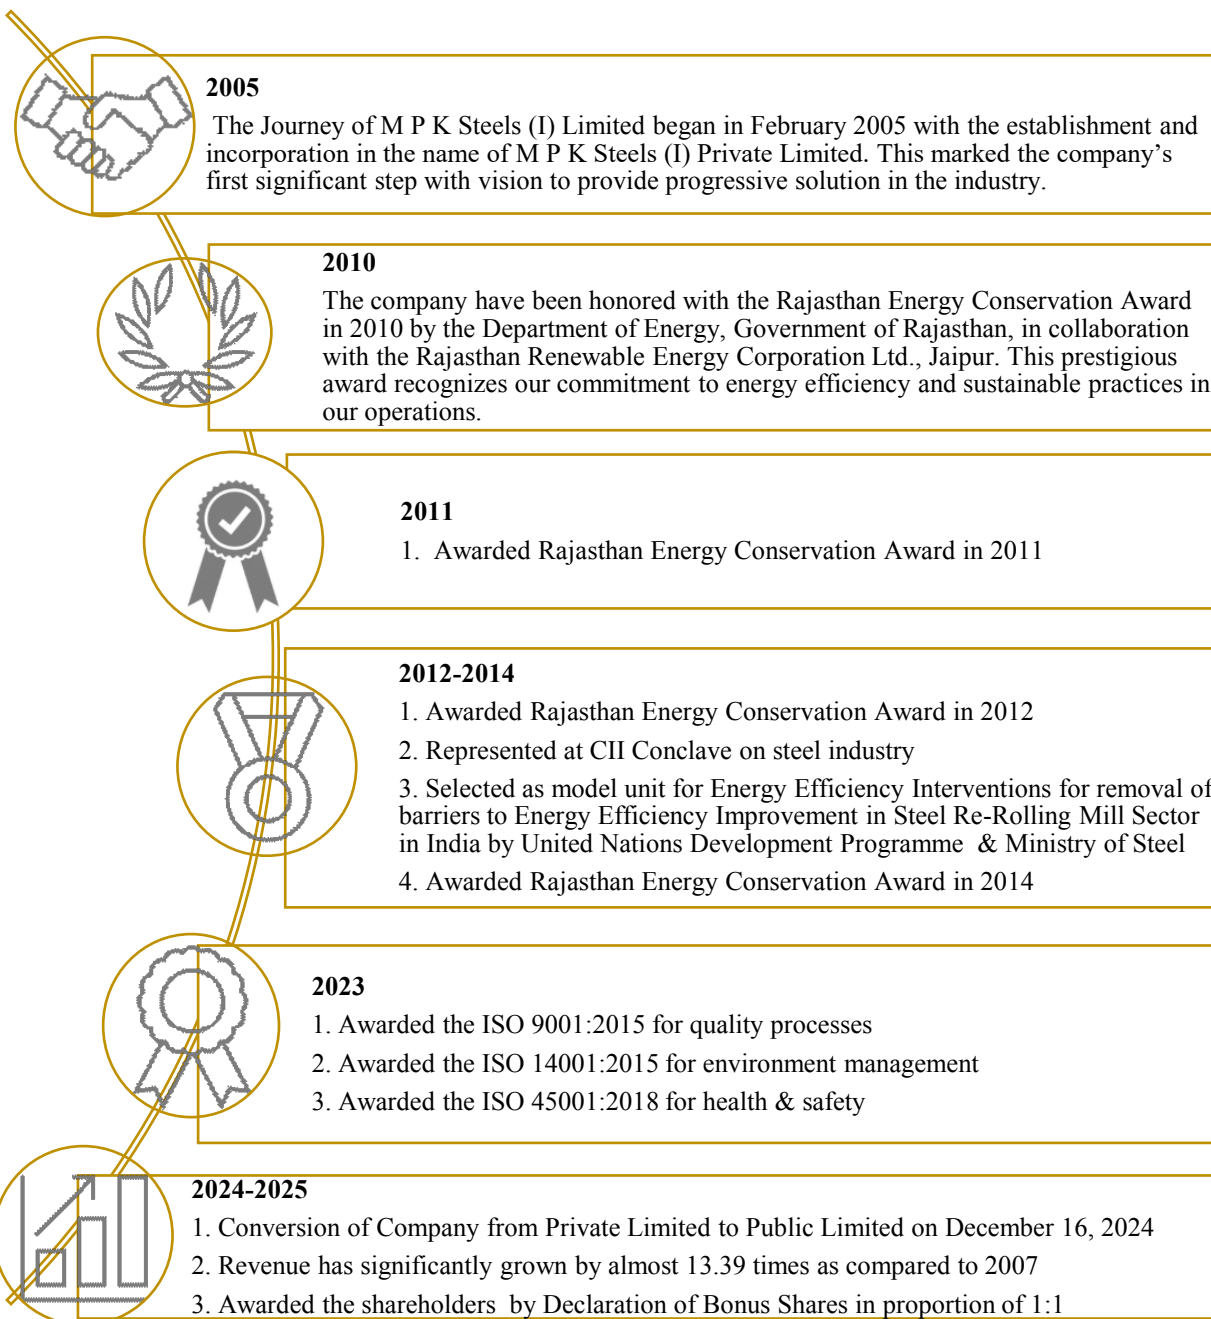 2005
The Journey of M P K Steels (I) Limited began in February 2005 with the establishment and
incorporation in the name of M P K Steels (I) Private Limited. This marked the company's
first significant step with vision to provide progressive solution in the industry.
2010
The company have been honored with the Rajasthan Energy Conservation Award
in 2010 by the Department of Energy, Government of Rajasthan, in collaboration
with the Rajasthan Renewable Energy Corporation Ltd., Jaipur. This prestigious
award recognizes our commitment to energy efficiency and sustainable practices in
our operations.
2011
1. Awarded Rajasthan Energy Conservation Award in 2011
2012-2014
1. Awarded Rajasthan Energy Conservation Award in 2012
2. Represented at CII Conclave on steel industry
3. Selected as model unit for Energy Efficiency Interventions for removal of
barriers to Energy Efficiency Improvement in Steel Re-Rolling Mill Sector
in India by United Nations Development Programme & Ministry of Steel
4. Awarded Rajasthan Energy Conservation Award in 2014
2023
1. Awarded the ISO 9001:2015 for quality processes
2. Awarded the ISO 14001:2015 for environment management
3. Awarded the ISO 45001:2018 for health & safety
2024-2025
1. Conversion of Company from Private Limited to Public Limited on December 16, 2024
2. Revenue has significantly grown by almost 13.39 times as compared to 2007
3. Awarded the shareholders by Declaration of Bonus Shares in proportion of 1:1